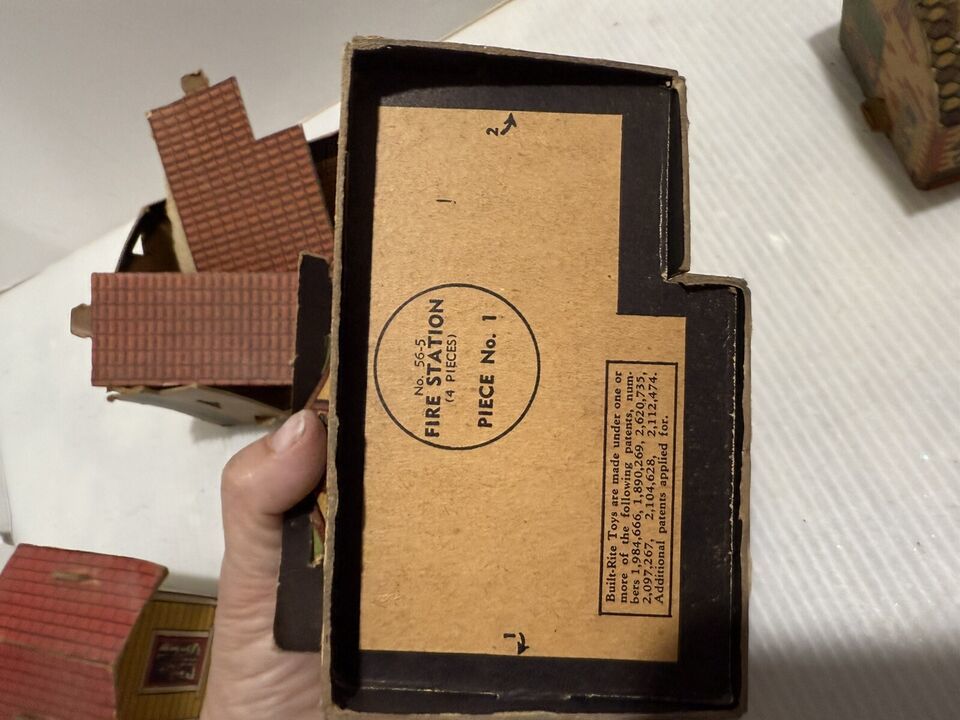 No. 56-5
FIRE STATION
(4 PIECES)
PIECE No. 1
2
1
Built-Rite Toys are made under one or
more of the following patents, num-
bers 1,984,666, 1,890,269, 2,620,735,
2,097,267, 2,104,628, 2,112,474.
Additional patents applied for.